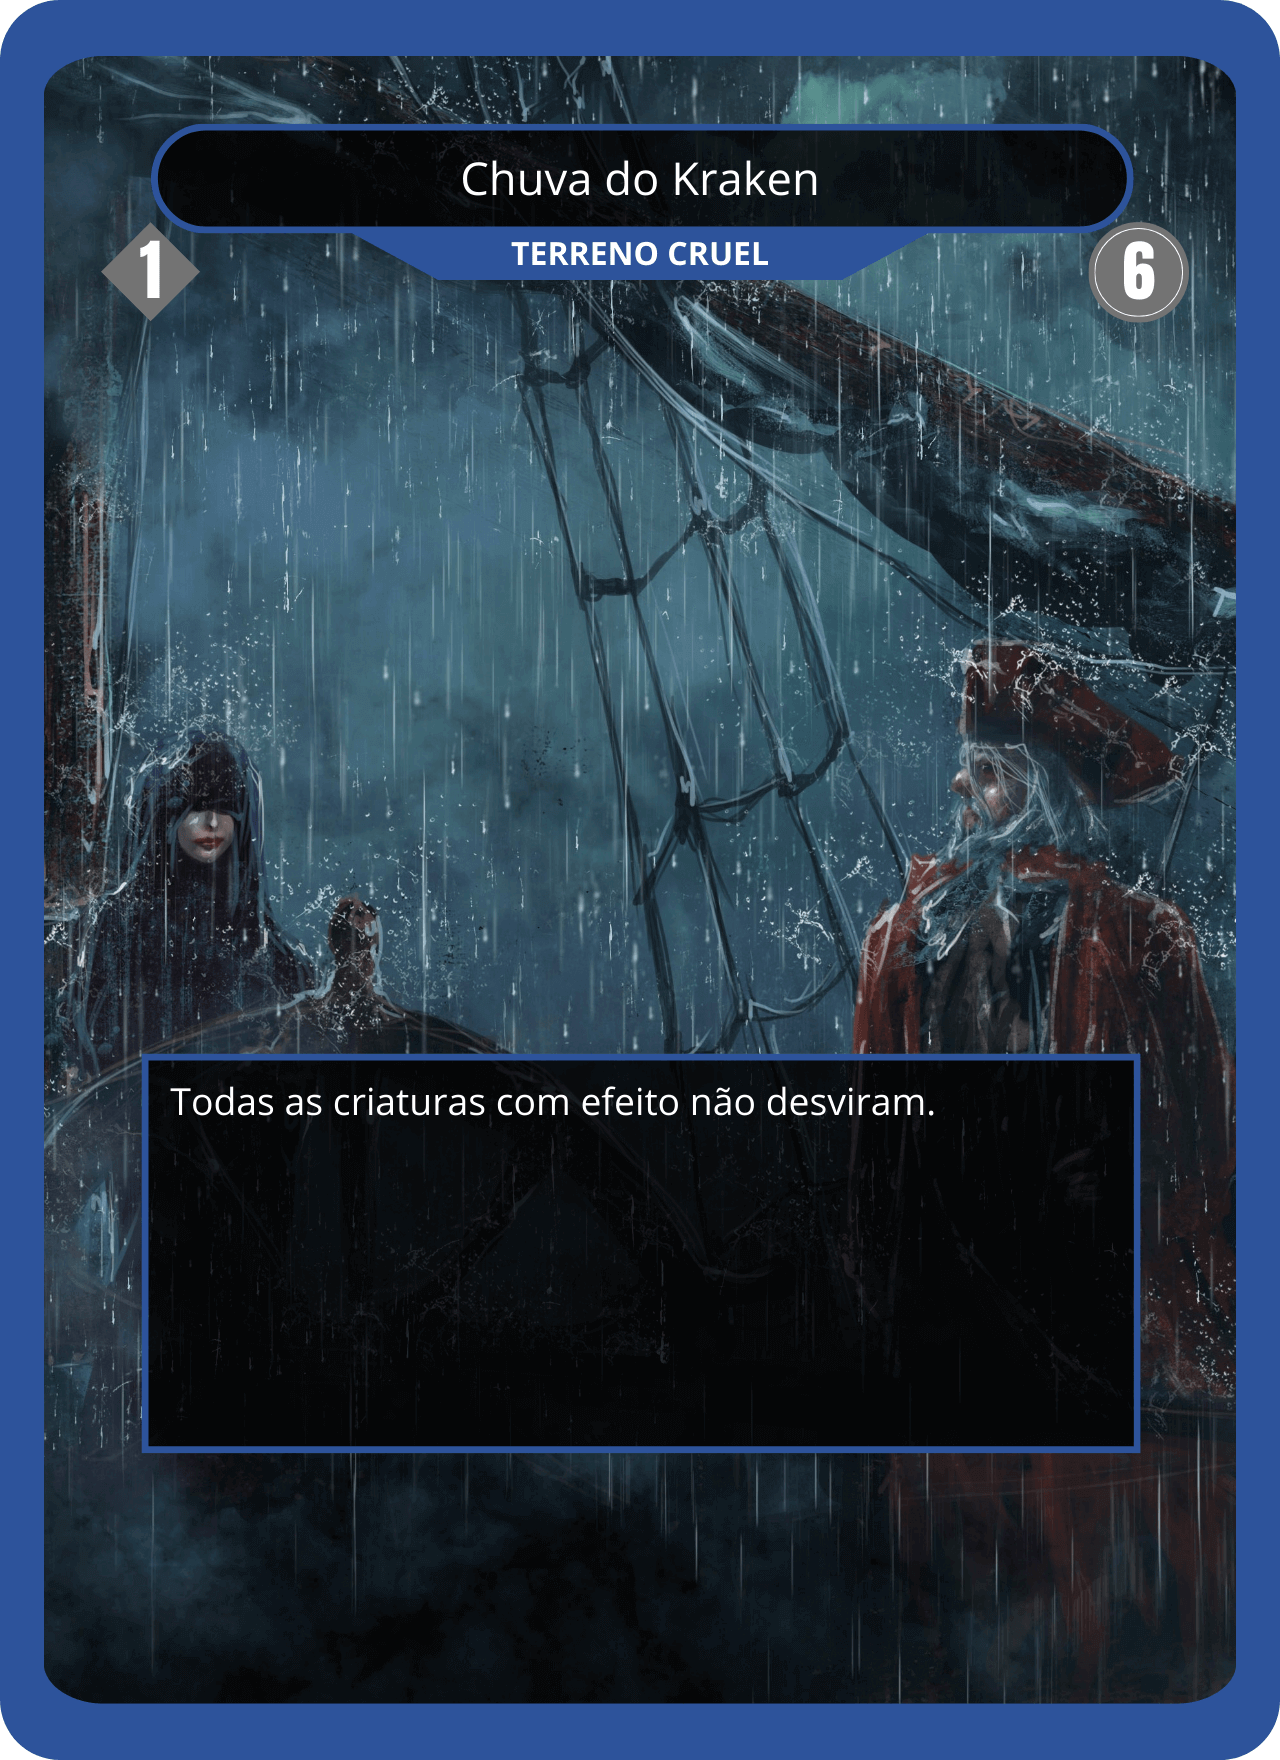 Chuva do Kraken
TERRENO CRUEL
1
6
Todas as criaturas com efeito não desviram.